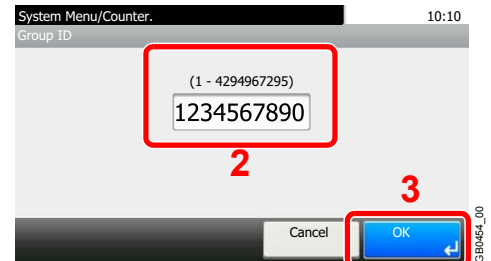 System Menu/Counter.
10:10
Group ID
(1 - 4294967295)
1234567890
2
3
Cancel
OK
GB0454_00